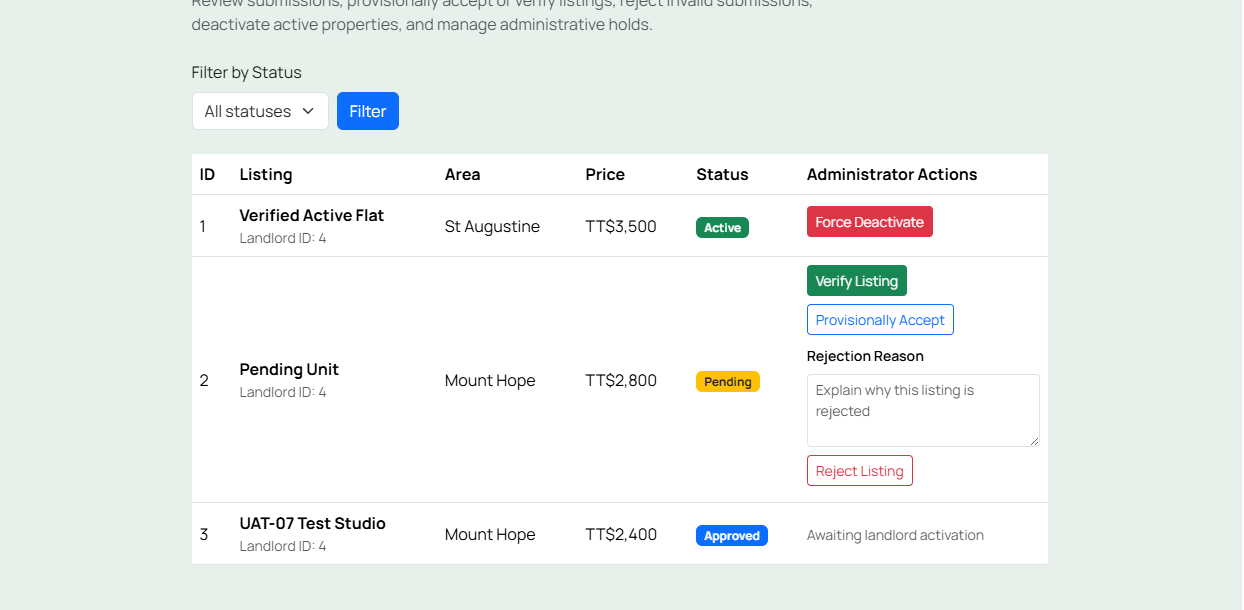 Review submissions, provisionally accept or verify listings, reject invalid submissions,
deactivate active properties, and manage administrative holds.
Filter by Status
All statuses
Filter
ID Listing Area Price Status Administrator Actions
1 Verified Active Flat St Augustine TT$3,500 Active Force Deactivate
Landlord ID: 4
Verify Listing
Provisionally Accept
Rejection Reason
2 Pending Unit Mount Hope TT$2,800 Pending
Landlord ID: 4
Explain why this listing is
rejected
Reject Listing
3 UAT-07 Test Studio Mount Hope TT$2,400 Approved Awaiting landlord activation
Landlord ID: 4